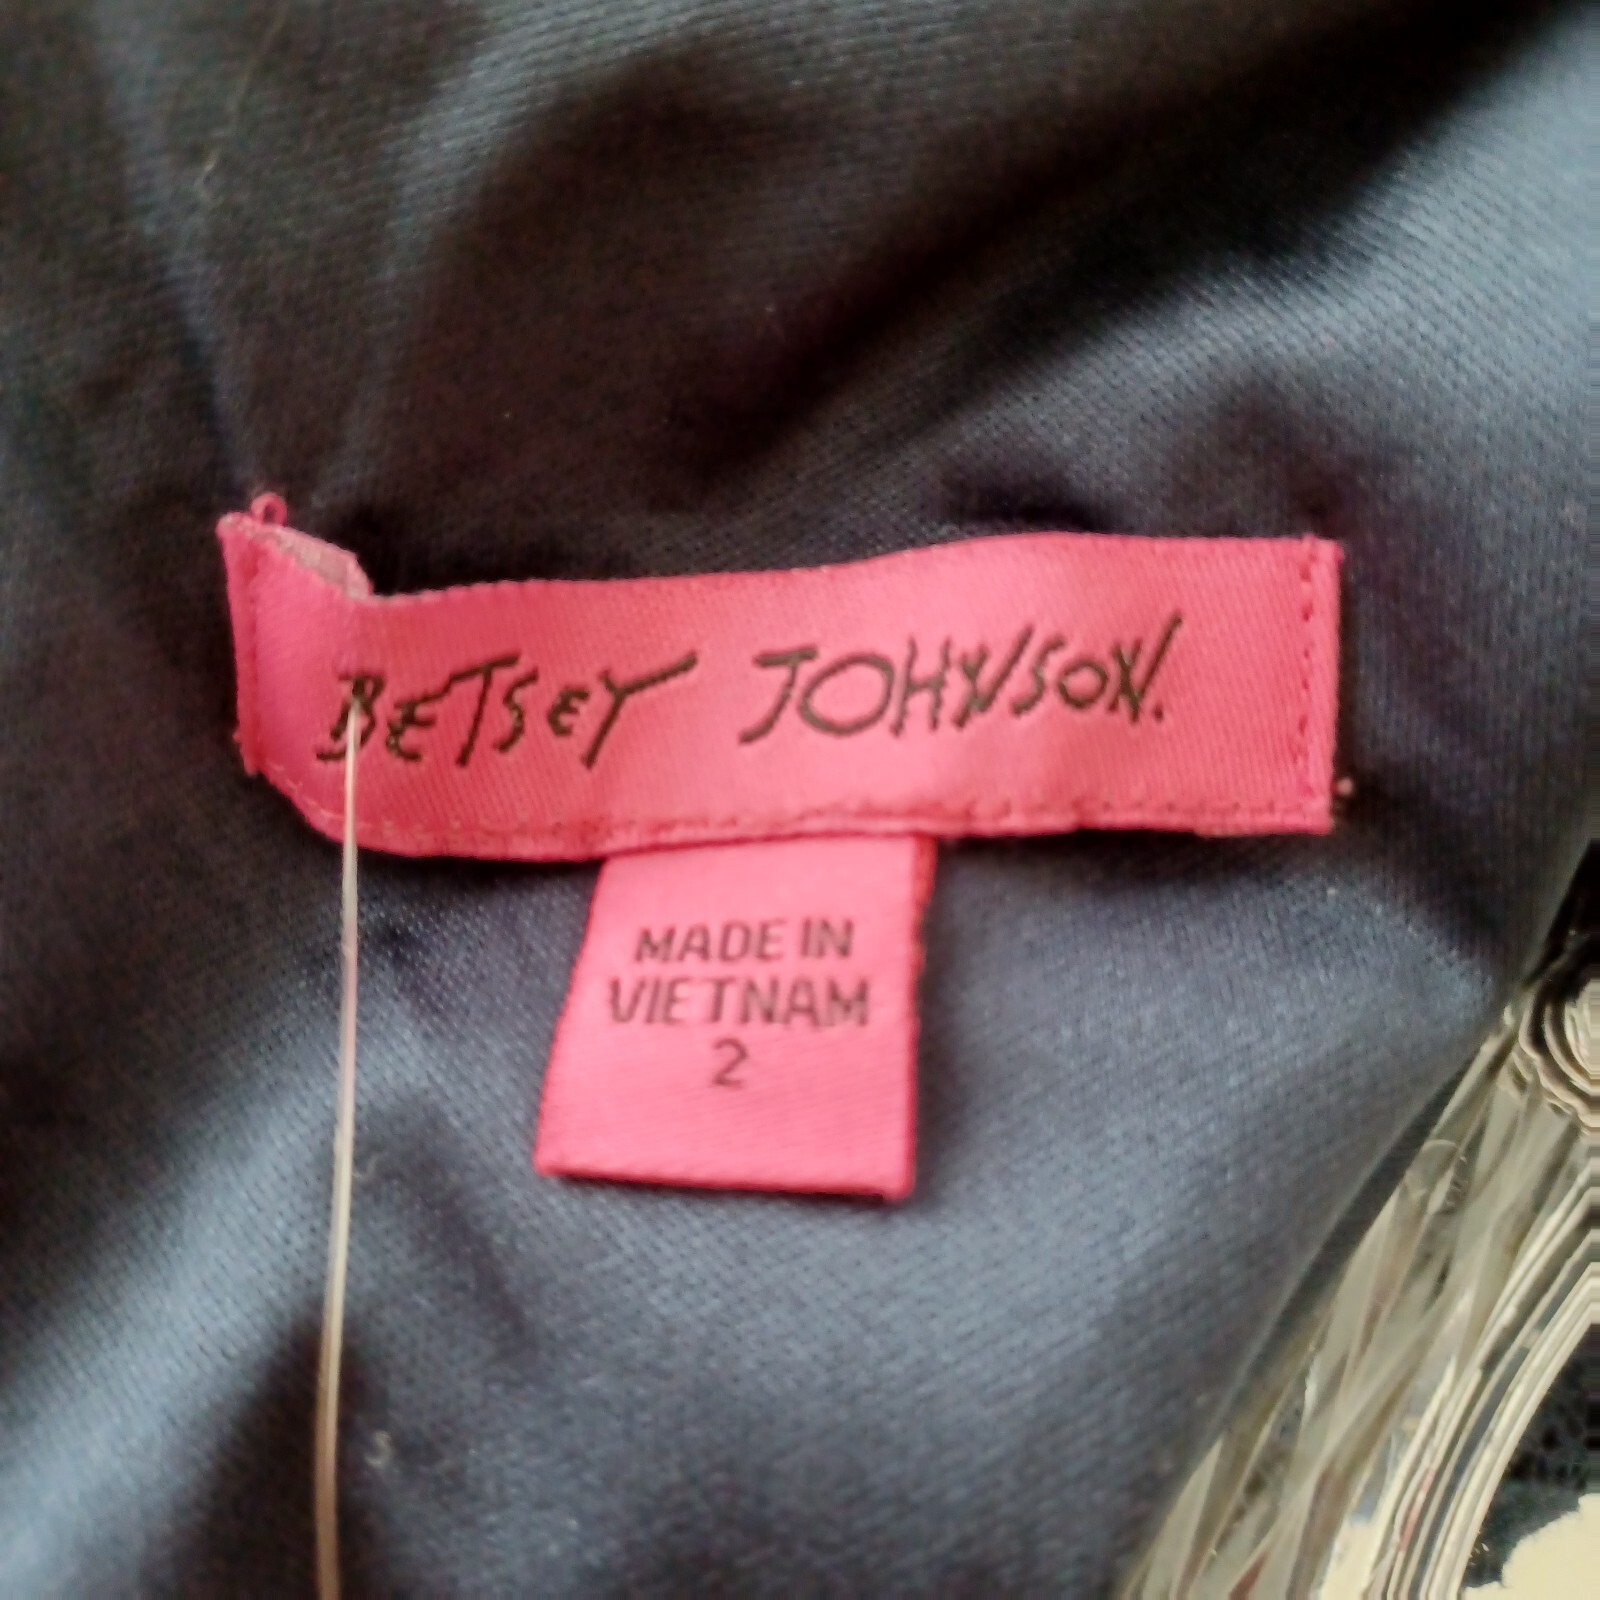 BETSEY JOHNSON.
MADE IN
VIETNAM
2